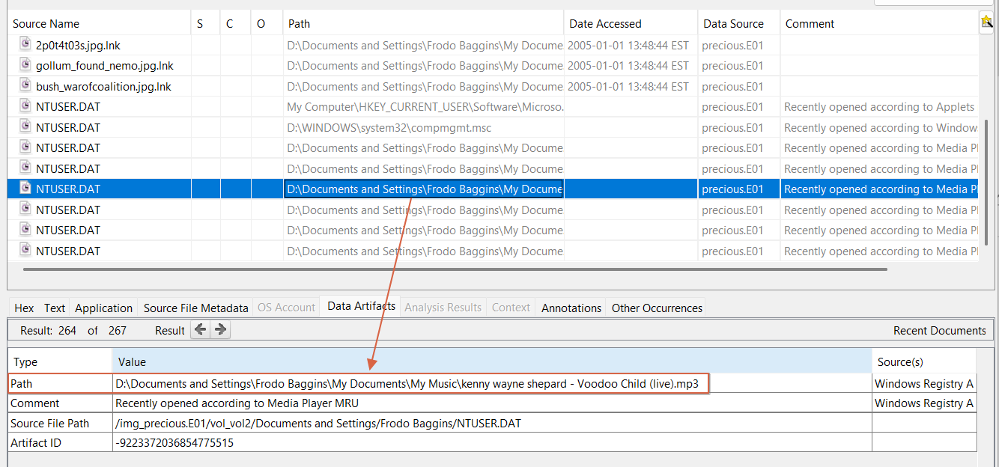 Source Name S C O Path Date Accessed Data Source Comment
2p0t4t03s.jpg.lnk D:\Documents and Settings\Frodo Baggins\My Docume 2005-01-01 13:48:44 EST precious.E01
gollum_found_nemo.jpg.lnk D:\Documents and Settings\Frodo Baggins\My Docume 2005-01-01 13:48:44 EST precious.E01
bush_warofcoalition.jpg.lnk D:\Documents and Settings\Frodo Baggins\My Docume 2005-01-01 13:48:44 EST precious.E01
NTUSER.DAT My Computer\HKEY_CURRENT_USER\Software\Microso. precious.E01 Recently opened according to Applets
NTUSER.DAT D:\WINDOWS\system32\compmgmt.msc precious.E01 Recently opened according to Window
NTUSER.DAT D:\Documents and Settings\Frodo Baggins\My Docume precious.E01 Recently opened according to Media Pl
NTUSER.DAT D:\Documents and Settings\Frodo Baggins\My Docume precious.E01 Recently opened according to Media Pl
NTUSER.DAT D:\Documents and Settings\Frodo Baggins\My Docume precious.E01 Recently opened according to Media Pl
NTUSER.DAT D:\Documents and Settings\Frodo Baggins\My Docume precious.E01 Recently opened according to Media Pl
NTUSER.DAT D:\Documents and Settings\Frodo Baggins\My Docume precious.E01 Recently opened according to Media Pl
NTUSER.DAT D:\Documents and Settings\Frodo Baggins\My Docume precious.E01 Recently opened according to Media Pl
Hex Text Application Source File Metadata OS Account Data Artifacts Analysis Results Context Annotations Other Occurrences
Result: 264 of 267 Result Recent Documents
Type Value Source(s)
Path D:\Documents and Settings\Frodo Baggins\My Documents\My Music\kenny wayne shepard - Voodoo Child (live).mp3 Windows Registry A
Comment Recently opened according to Media Player MRU Windows Registry A
Source File Path /img_precious.E01/vol_vol2/Documents and Settings/Frodo Baggins/NTUSER.DAT
Artifact ID -9223372036854775515